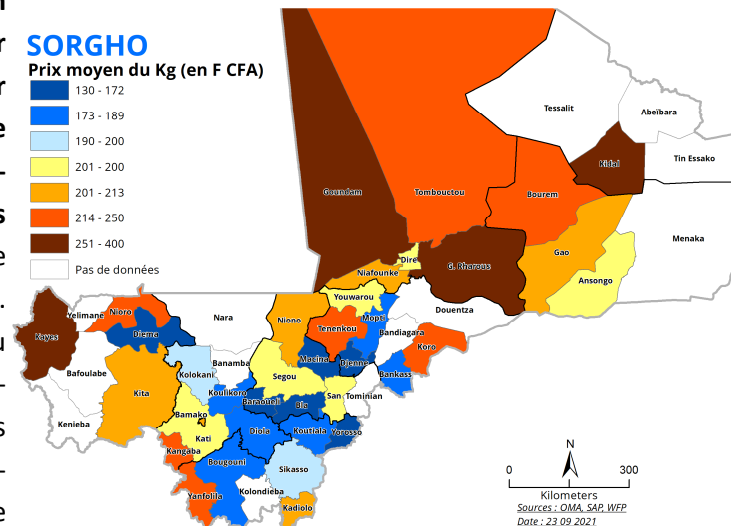 SORGHO
Prix moyen du Kg (en F CFA)
130 - 172
173 - 189
190 - 200
201 - 200
201 - 213
214 - 250
251 - 400
Pas de données
Tessalit
Abeïbara
Kidal
Tin Essako
Goundam
Tombouctou
Bourem
Menaka
Gao
Dire
G. Rharous
Niafounke
Ansongo
Youwarou
Douentza
Nioro
Yelimane
Nara
Niono
Mopti
Tenenkou
Bandiagara
Kayes
Diema
Koro
Macina
Djenne
Banamba
Bafoulabe
Kolokani
Segou
Bankass
Kita
Koulikoro
San
Tominian
Baraoueli
Bla
Bamako
Kenieba
Kati
Diola
Koutiala
Yorosso
Kangaba
Bougouni
Sikasso
Kolondieba
Yanfolila
Kadiolo
N
0
300
Kilometers
Sources : OMA, SAP, WFP
Date : 23 09 2021